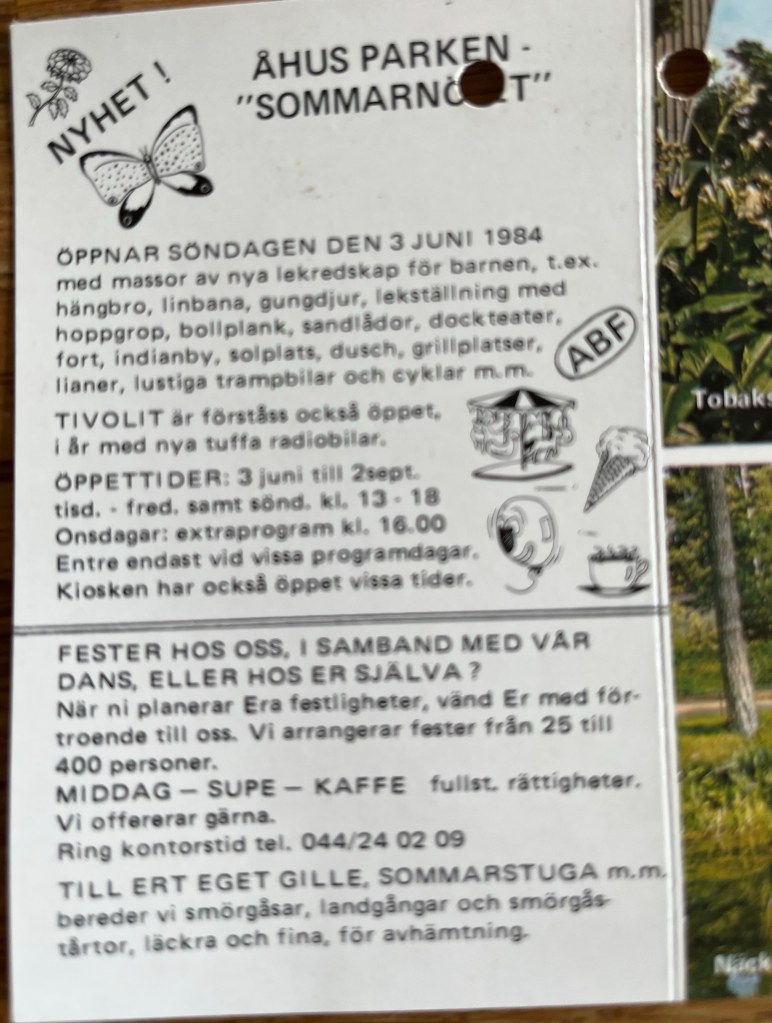 NYHET !
ÅHUS PARKEN -
ÖPPNAR SÖNDAGEN DEN 3 JUNI 1984
med massor av nya lekredskap för barnen, t.ex.
hängbro, linbana, gungdjur, lekställning med
hoppgrop, bollplank, sandlådor, dockteater,
fort, indianby, solplats, dusch, grillplatser,
lianer, lustiga trampbilar och cyklar m.m.
ABF
TIVOLIT är förståss också öppet,
i år med nya tuffa radiobilar.
ÖPPETTIDER: 3 juni till 2sept.
tisd. - fred. samt sönd. kl. 13 - 18
Onsdagar: extraprogram kl. 16.00
Entre endast vid vissa programdagar.
Kiosken har också öppet vissa tider.
FESTER HOS OSS, I SAMBAND MED VÅR
DANS, ELLER HOS ER SJÄLVA ?
När ni planerar Era festligheter, vänd Er med för-
troende till oss. Vi arrangerar fester från 25 till
400 personer.
MIDDAG – SUPE – KAFFE fullst. rättigheter.
Vi offererar gärna.
Ring kontorstid tel. 044/24 02 09
TILL ERT EGET GILLE, SOMMARSTUGA m.m.
bereder vi smörgåsar, landgångar och smörgås-
tårtor, läckra och fina, för avhämtning.
Tobaks